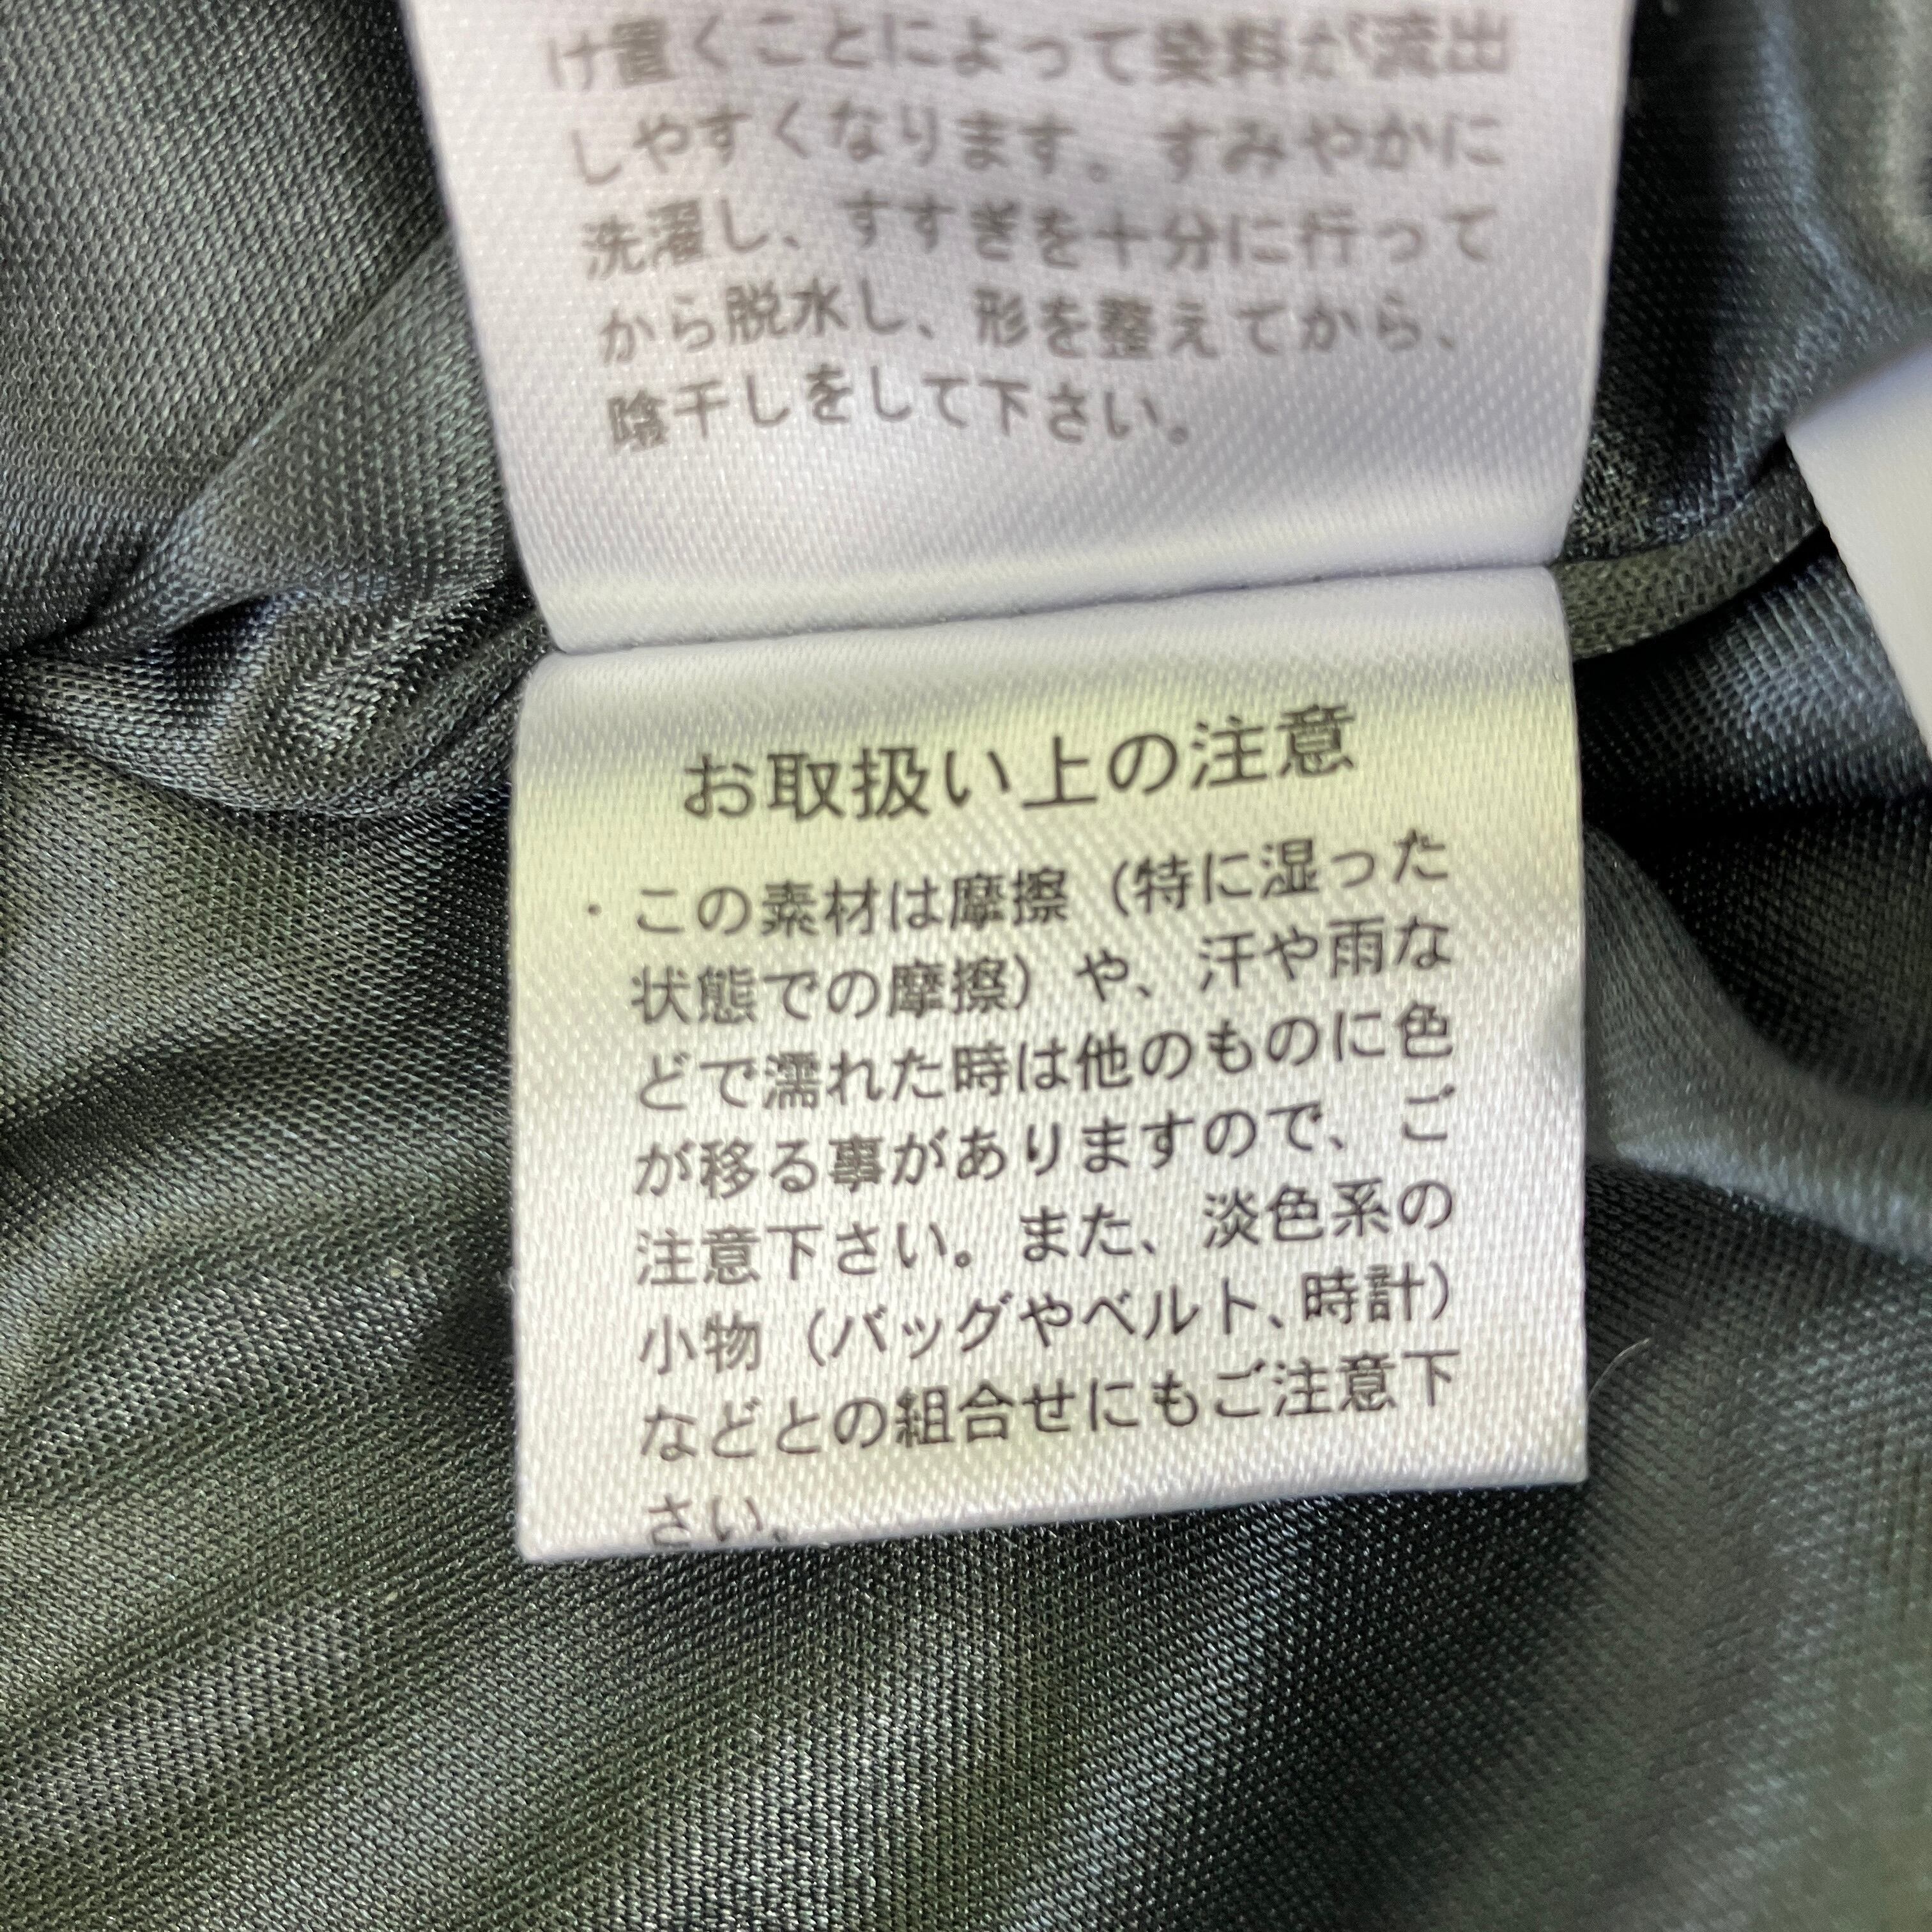 け置くことによって染料が流出
しやすくなります。すみやかに
洗濯し、すすぎを十分に行って
から脱水し、形を整えてから、
陰干しをして下さい。
お取扱い上の注意
・この素材は摩擦（特に湿った
状態での摩擦）や、汗や雨な
どで濡れた時は他のものに色
が移る事がありますので、ご
注意下さい。また、淡色系の
小物（バッグやベルト、時計）
などとの組合せにもご注意下
さい。